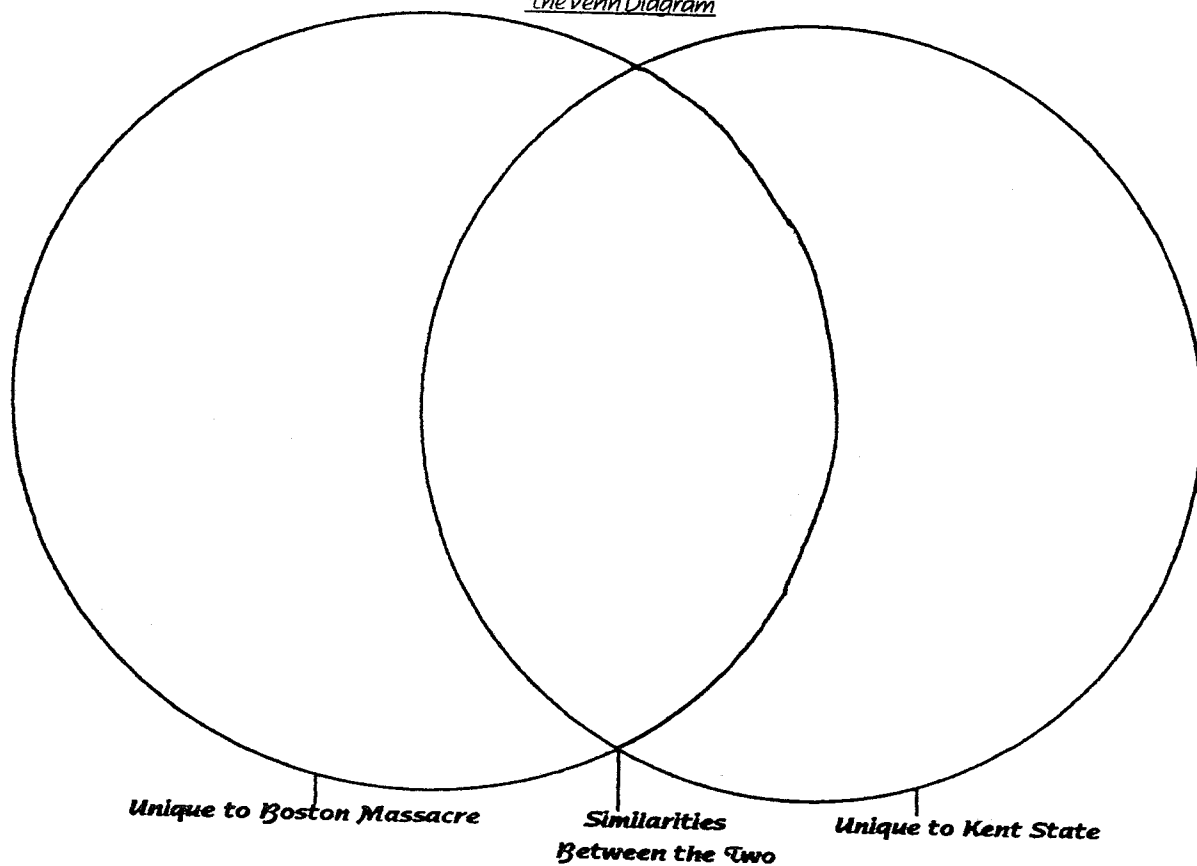 the Venn Diagram
Unique to Boston Massacre
Similarities
Between the Two
Unique to Kent State